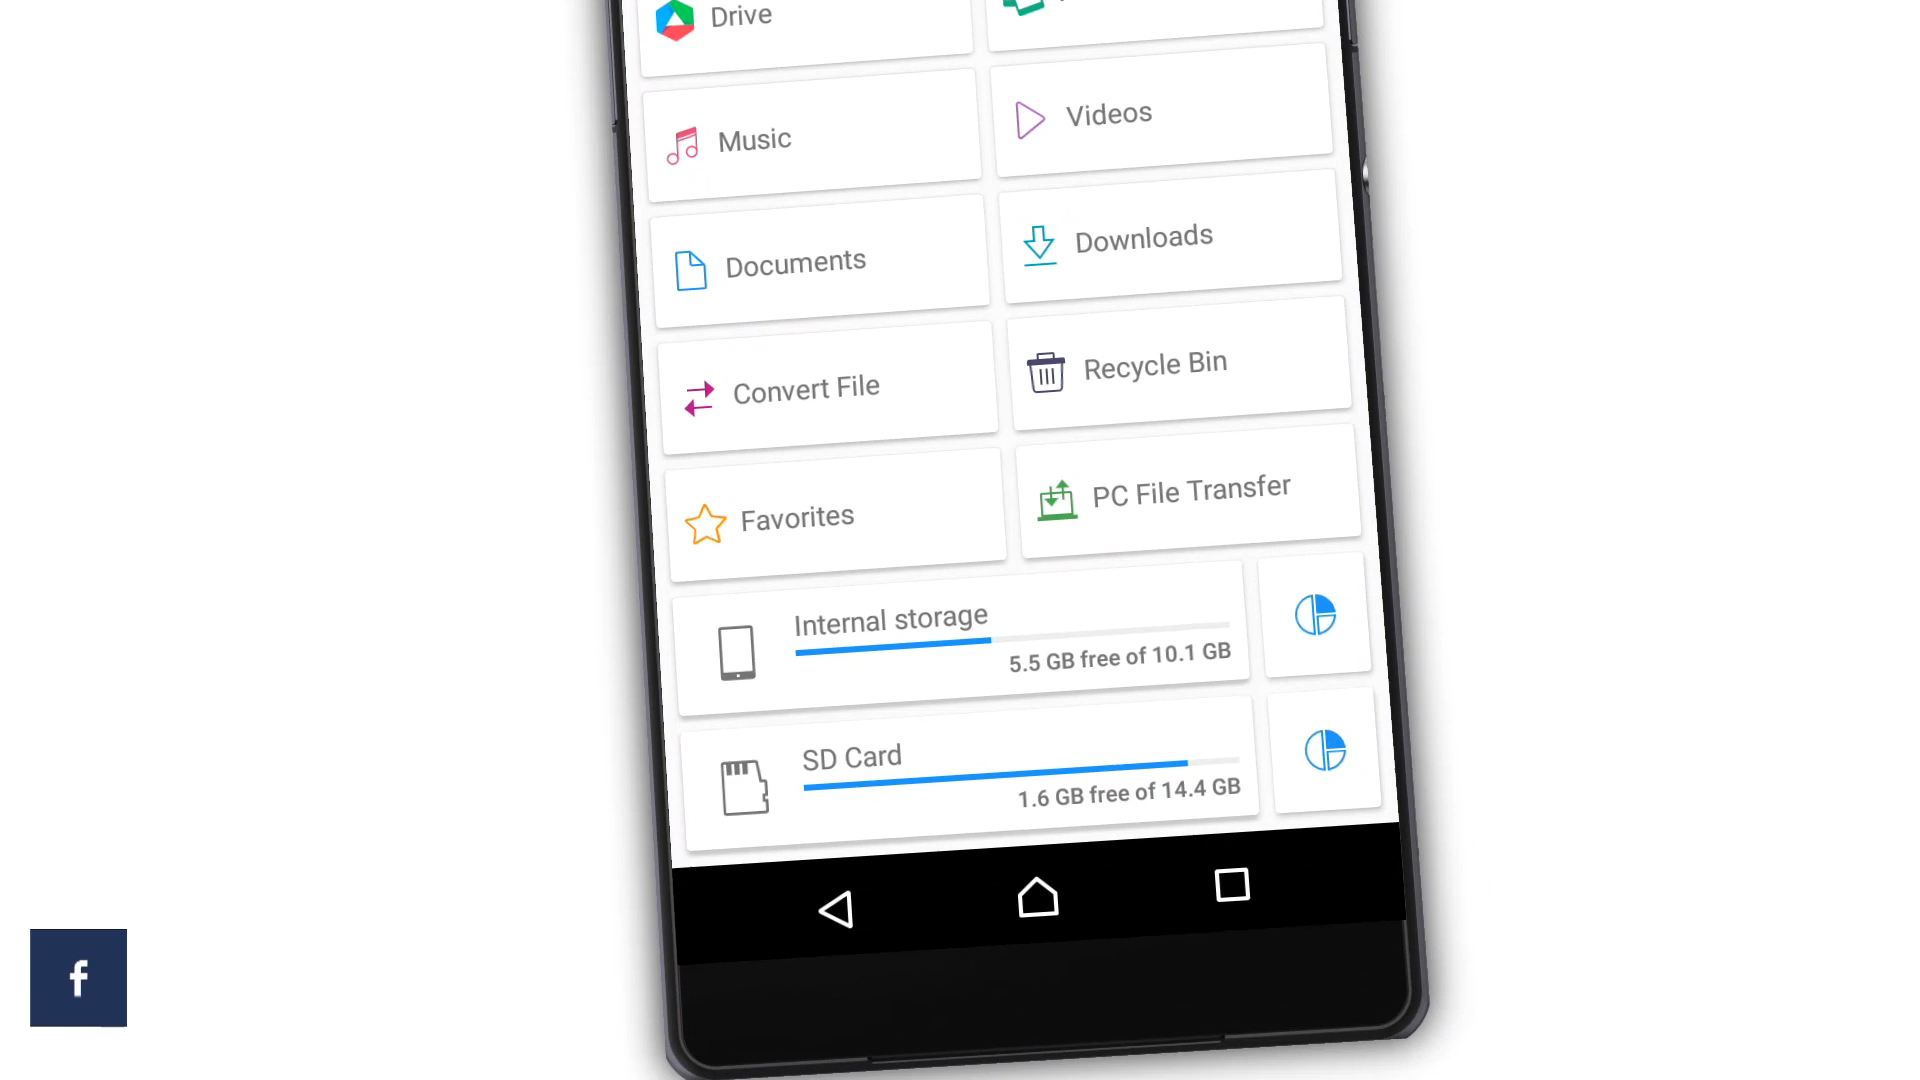 Drive
Music
Videos
Documents
Downloads
Convert File
Recycle Bin
Favorites
PC File Transfer
Internal storage
5.5 GB free of 10.1 GB
SD Card
1.6 GB free of 14.4 GB
f